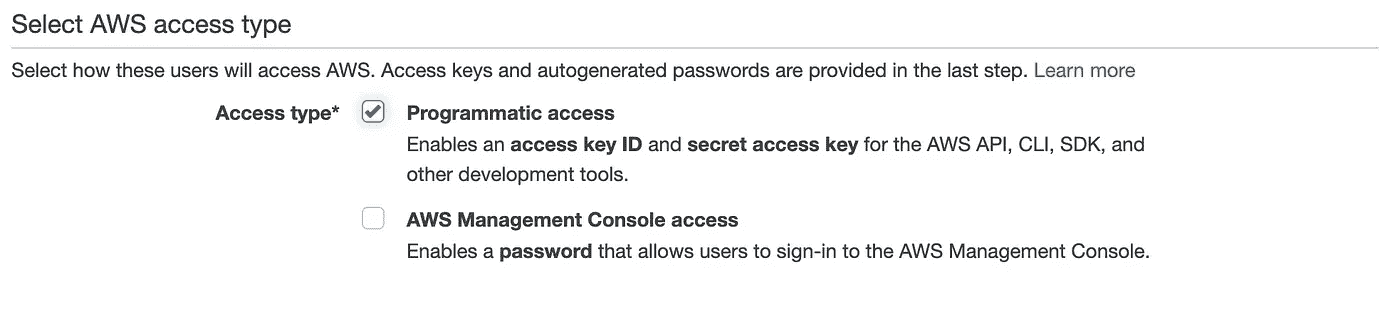 Select AWS access type
Select how these users will access AWS. Access keys and autogenerated passwords are provided in the last step. Learn more
Access type* Programmatic access
Enables an access key ID and secret access key for the AWS API, CLI, SDK, and
other development tools.
AWS Management Console access
Enables a password that allows users to sign-in to the AWS Management Console.